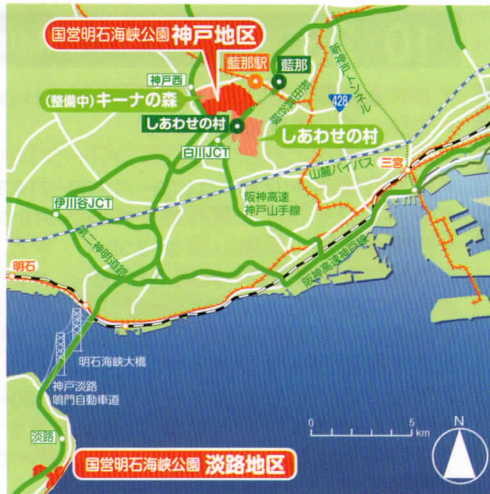 国営明石海峡公園 神戸地区
神戸西
藍那駅
藍那
(整備中)キーナの森
428
しあわせの村
しあわせの村
白川JCT
山麓バイパス
三宮
伊川谷JCT
阪神高速
神戸山手線
第二神明道路
阪神高速神戸線
明石
明石海峡大橋
神戸淡路
鳴門自動車道
淡路
0 5
km
N
国営明石海峡公園 淡路地区